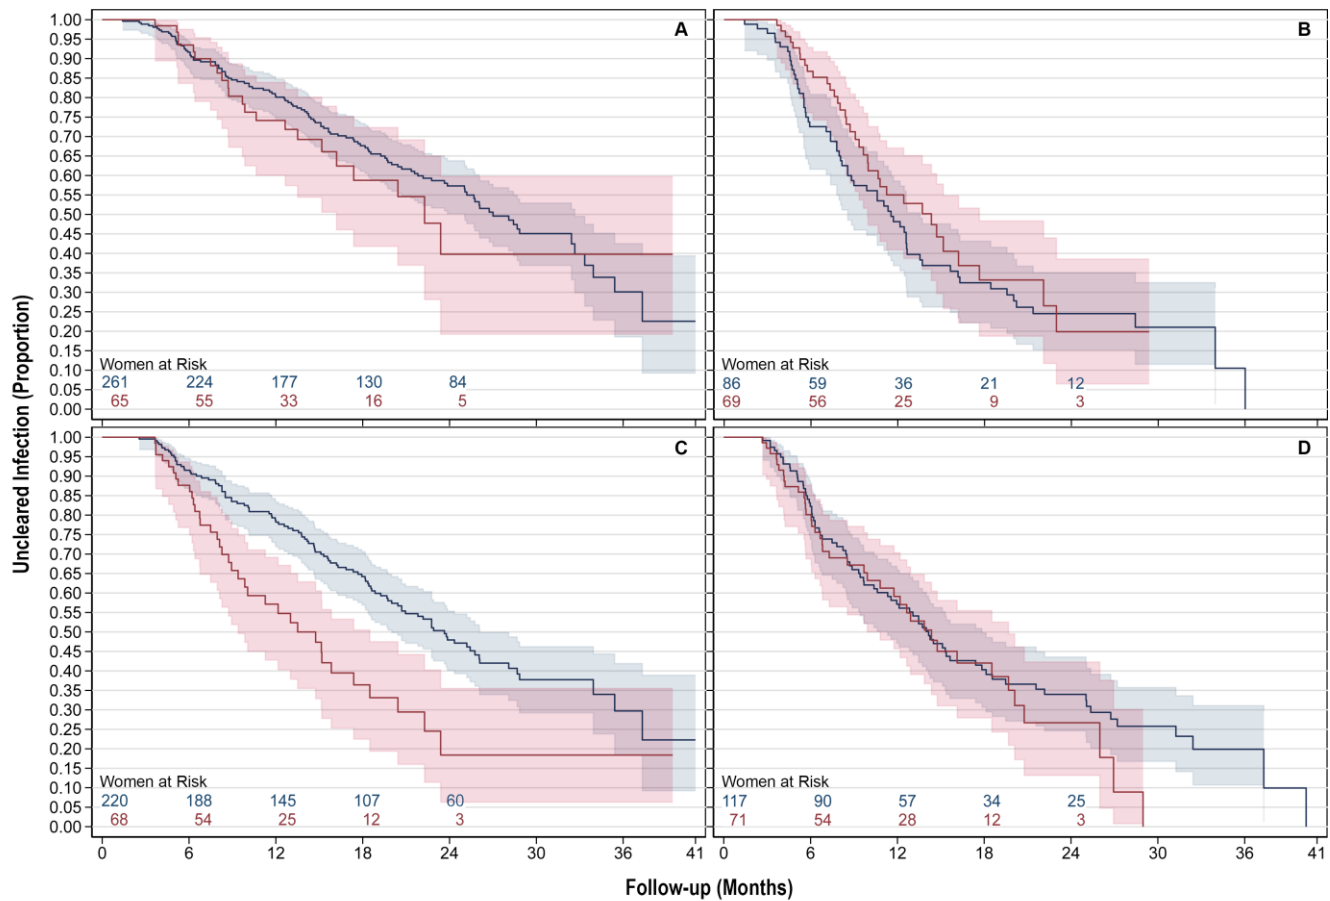 Uncleared Infection (Proportion)
A
1.00
0.95
0.90
0.85
0.80
0.75
0.70
0.65
0.60
0.55
0.50
0.45
0.40
0.35
0.30
0.25
0.20
0.15
0.10
0.05
0.00
Women at Risk
261 224 177 130 84
65 55 33 16 5
B
Women at Risk
86 59 36 21 12
69 56 25 9 3
C
1.00
0.95
0.90
0.85
0.80
0.75
0.70
0.65
0.60
0.55
0.50
0.45
0.40
0.35
0.30
0.25
0.20
0.15
0.10
0.05
0.00
Women at Risk
220 188 145 107 60
68 54 25 12 3
0 6 12 18 24 30 36 41
D
Women at Risk
117 90 57 34 25
71 54 28 12 3
0 6 12 18 24 30 36 41
Follow-up (Months)